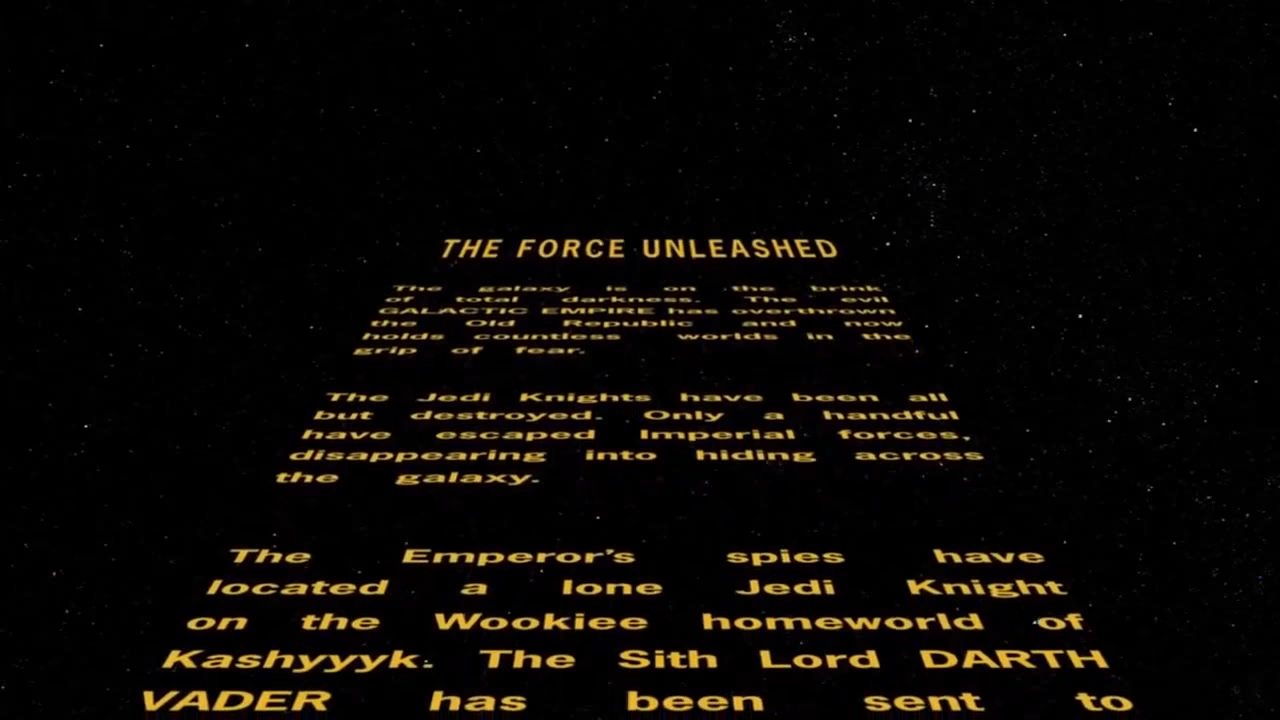 THE FORCE UNLEASHED
The galaxy is on the brink
of total darkness. The evil
GALACTIC EMPIRE has overthrown
the Old Republic and now
holds countless worlds in the
grip of fear.
The Jedi Knights have been all
but destroyed. Only a handful
have escaped Imperial forces,
disappearing into hiding across
the galaxy.
The Emperor's spies have
located a lone Jedi Knight
on the Wookiee homeworld of
Kashyyyk. The Sith Lord DARTH
VADER has been sent to